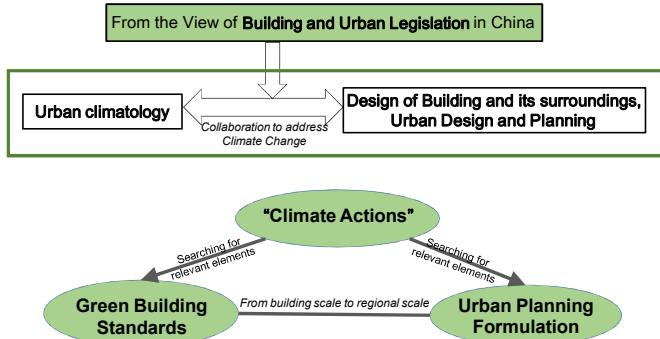 From the View of Building and Urban Legislation in China
Urban climatology
Collaboration to address
Climate Change
Design of Building and its surroundings,
Urban Design and Planning
"Climate Actions"
Searching for
relevant elements
Searching for
relevant elements
Green Building
Standards
From building scale to regional scale
Urban Planning
Formulation